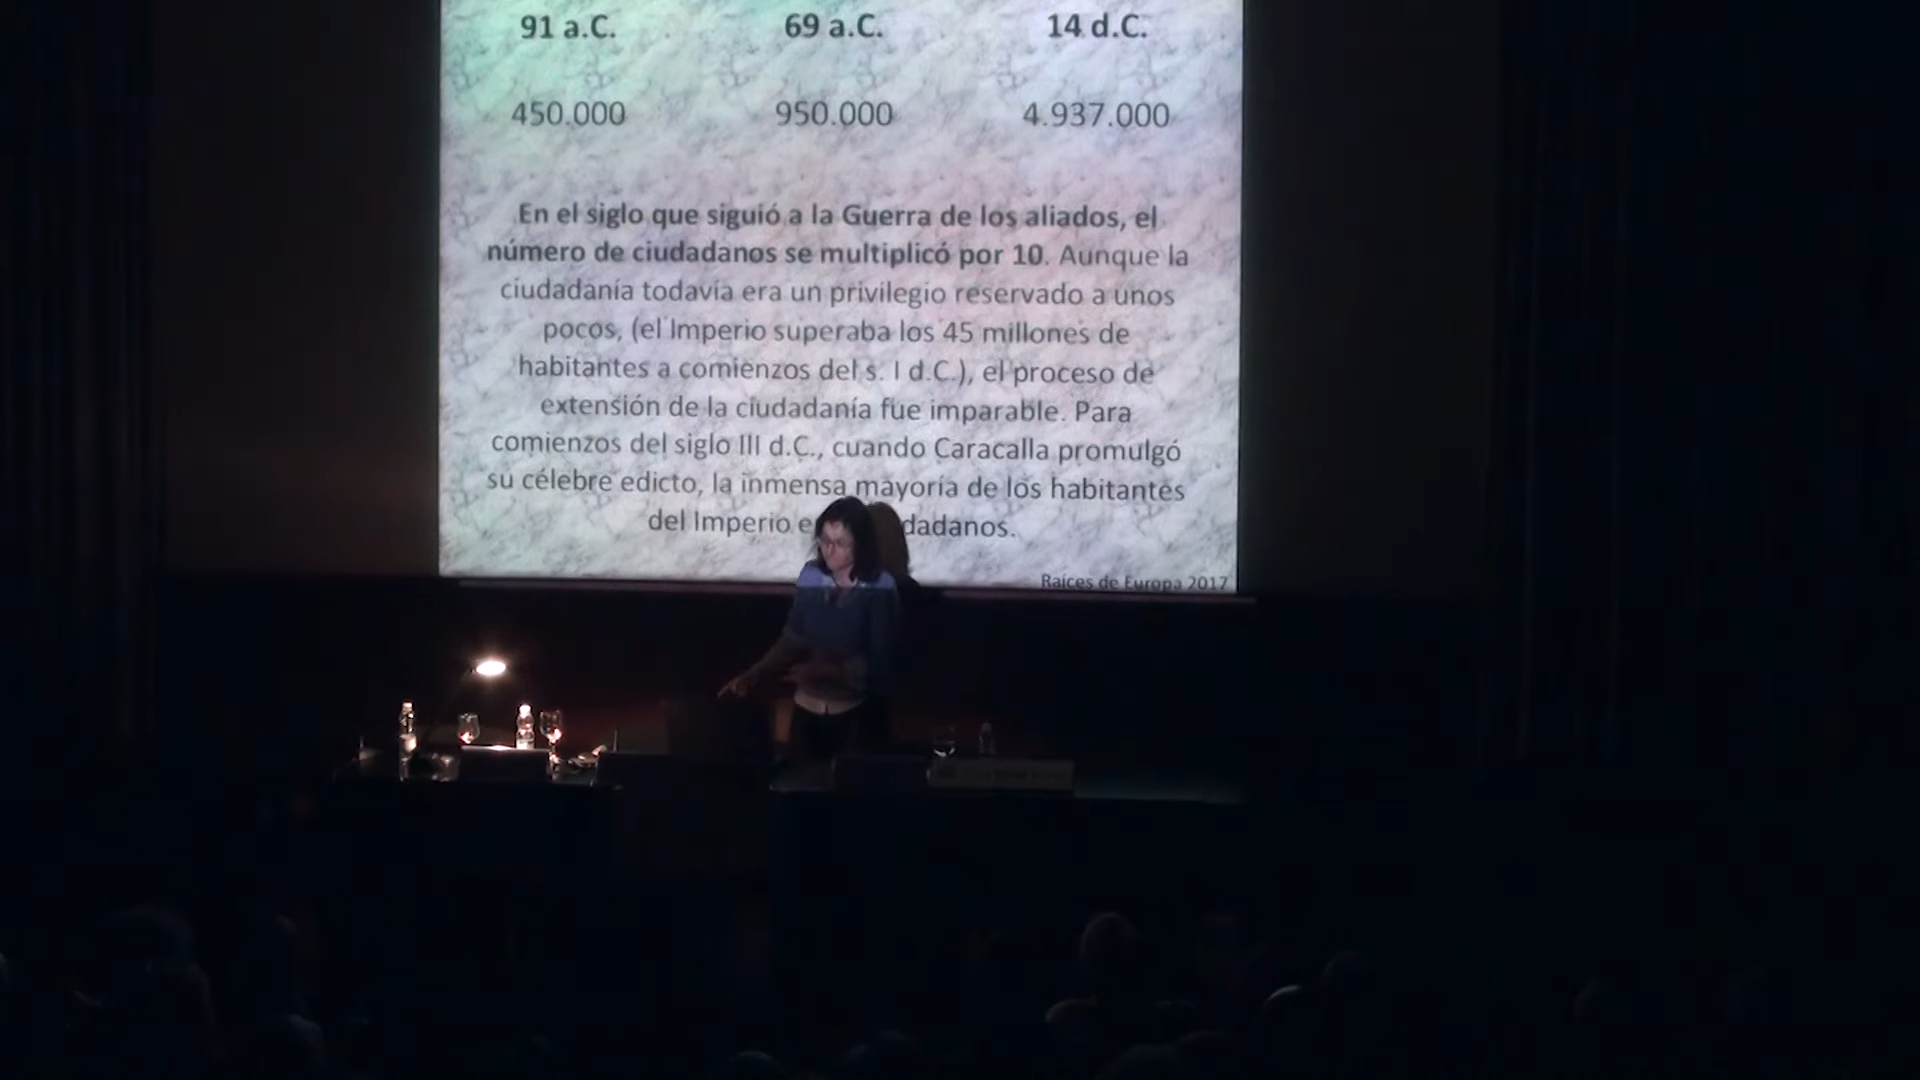 91 a.C. 69 a.C. 14 d.C.
450.000 950.000 4.937.000
En el siglo que siguió a la Guerra de los aliados, el
número de ciudadanos se multiplicó por 10. Aunque la
ciudadanía todavía era un privilegio reservado a unos
pocos, (el Imperio superaba los 45 millones de
habitantes a comienzos del s. I d.C.), el proceso de
extensión de la ciudadanía fue imparable. Para
comienzos del siglo III d.C., cuando Caracalla promulgó
su célebre edicto, la inmensa mayoría de los habitantes
del Imperio e dadanos.
Raíces de Europa 2017